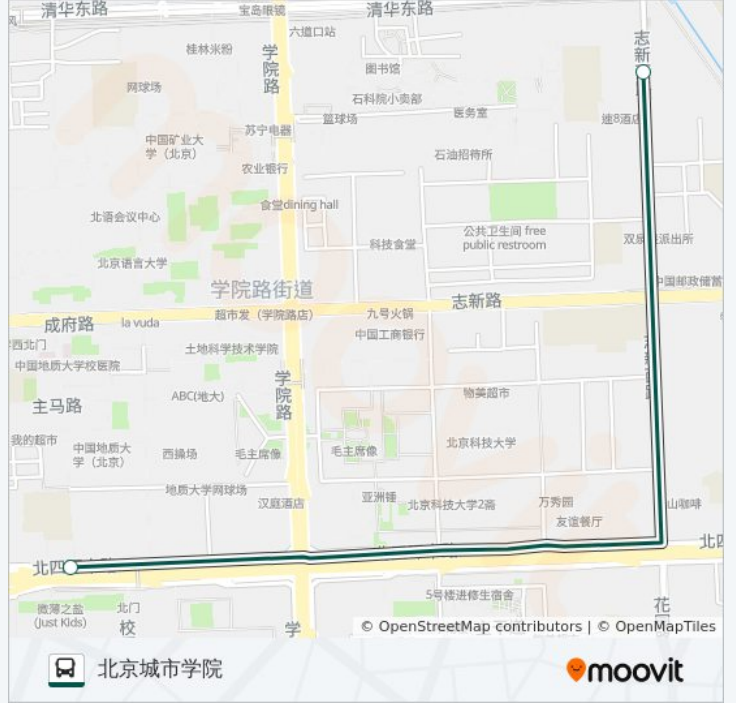 清华东路
宝岛眼镜
清华东路
六道口站
桂林米粉
学院路
图书馆
志新
网球场
石科院小卖部
医务室
篮球场
速8酒店
苏宁电器
中国矿业大
学（北京）
石油招待所
农业银行
食堂dining hall
北语会议中心
公共卫生间 free
public restroom
科技食堂
双泉
派出所
北京语言大学
中国邮政储蓄
学院路街道
志新路
成府路
la vuda
超市发（学院路店）
九号火锅
中国工商银行
西北门
土地科学技术学院
中国地质大学校医院
学院路
ABC(地大)
物美超市
主马路
我的超市
中国地质大
学（北京）
西操场
毛主席像
毛主席像
北京科技大学
地质大学网球场
汉庭酒店
亚洲锤
北京科技大学2斋
万秀园
友谊餐厅
山咖啡
北四
北四
微薄之盐
(Just Kids)
北门
校
学
5号楼进修生宿舍
花
© OpenStreetMap contributors | © OpenMapTiles
北京城市学院
moovit